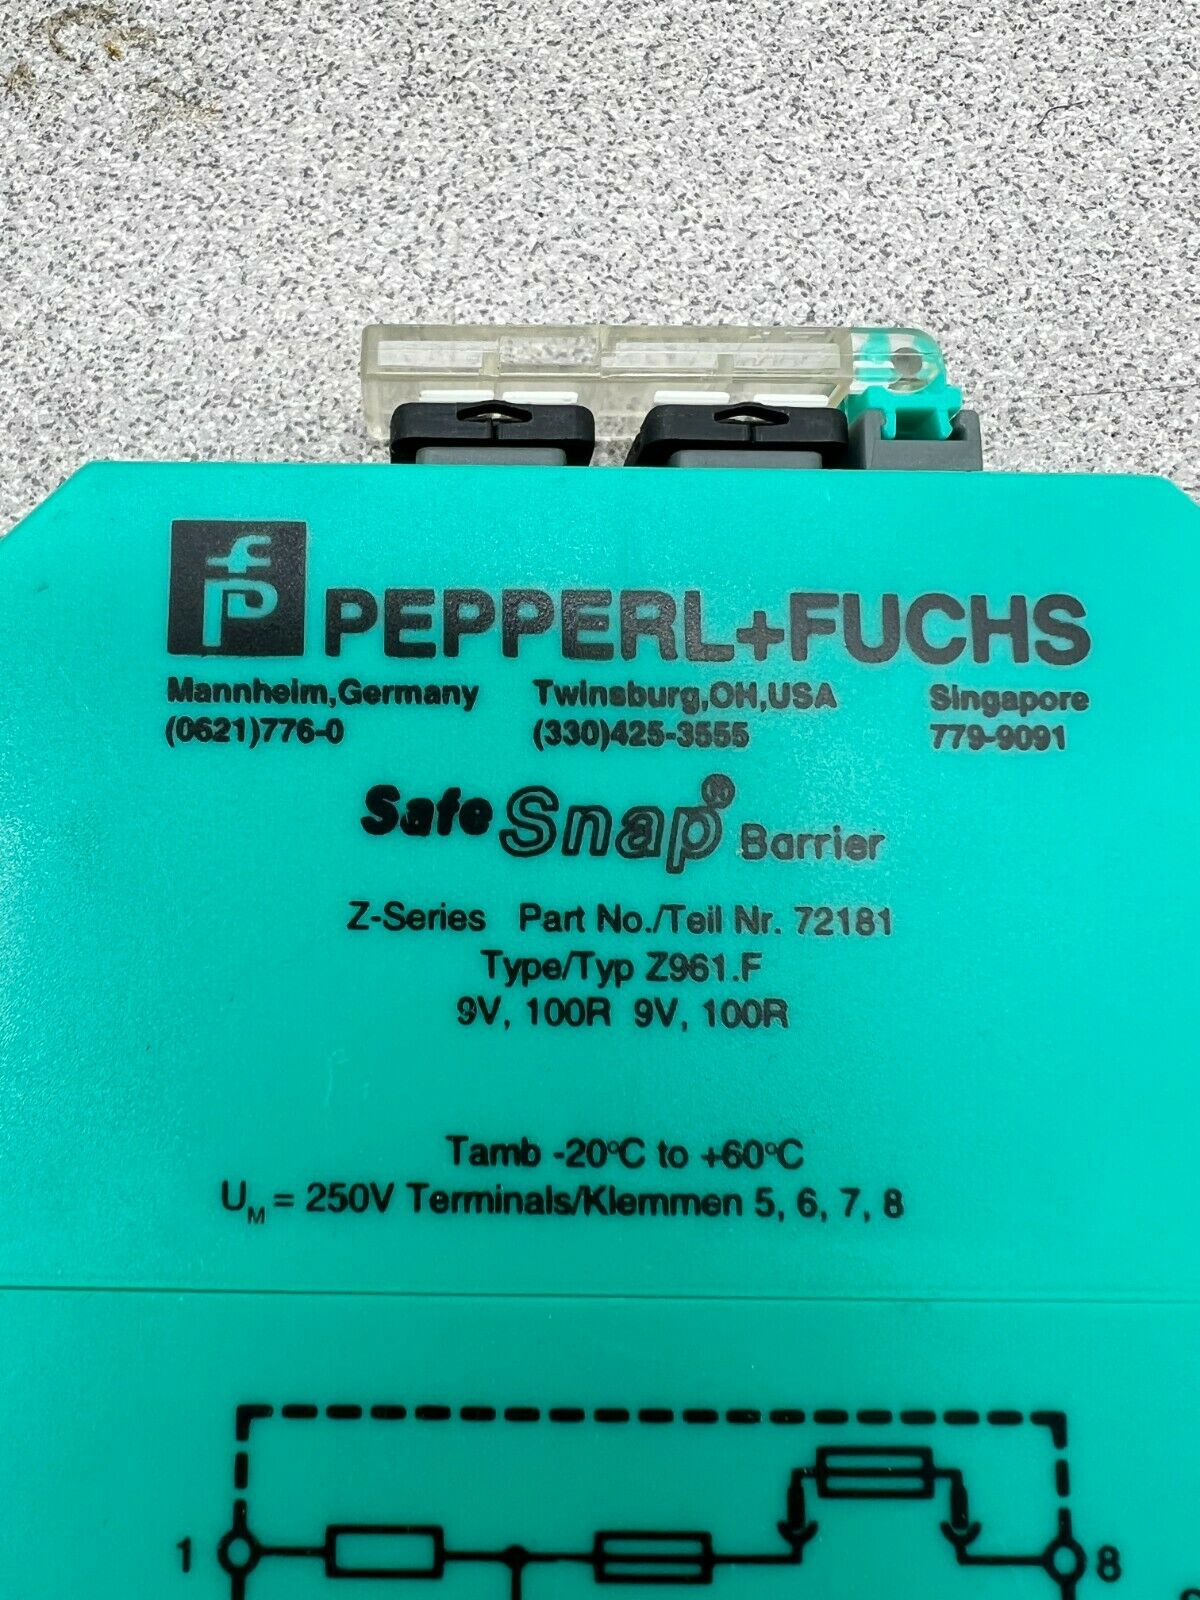 PEPPERL+FUCHS
Mannheim,Germany Twinsburg,OH,USA Singapore
(0621)776-0 (330)425-3555 779-9091
Safe Snap® Barrier
Z-Series Part No./Teil Nr. 72181
Type/Typ Z961.F
9V, 100R 9V, 100R
Tamb -20°C to +60°C
UM = 250V Terminals/Klemmen 5, 6, 7, 8
1 8